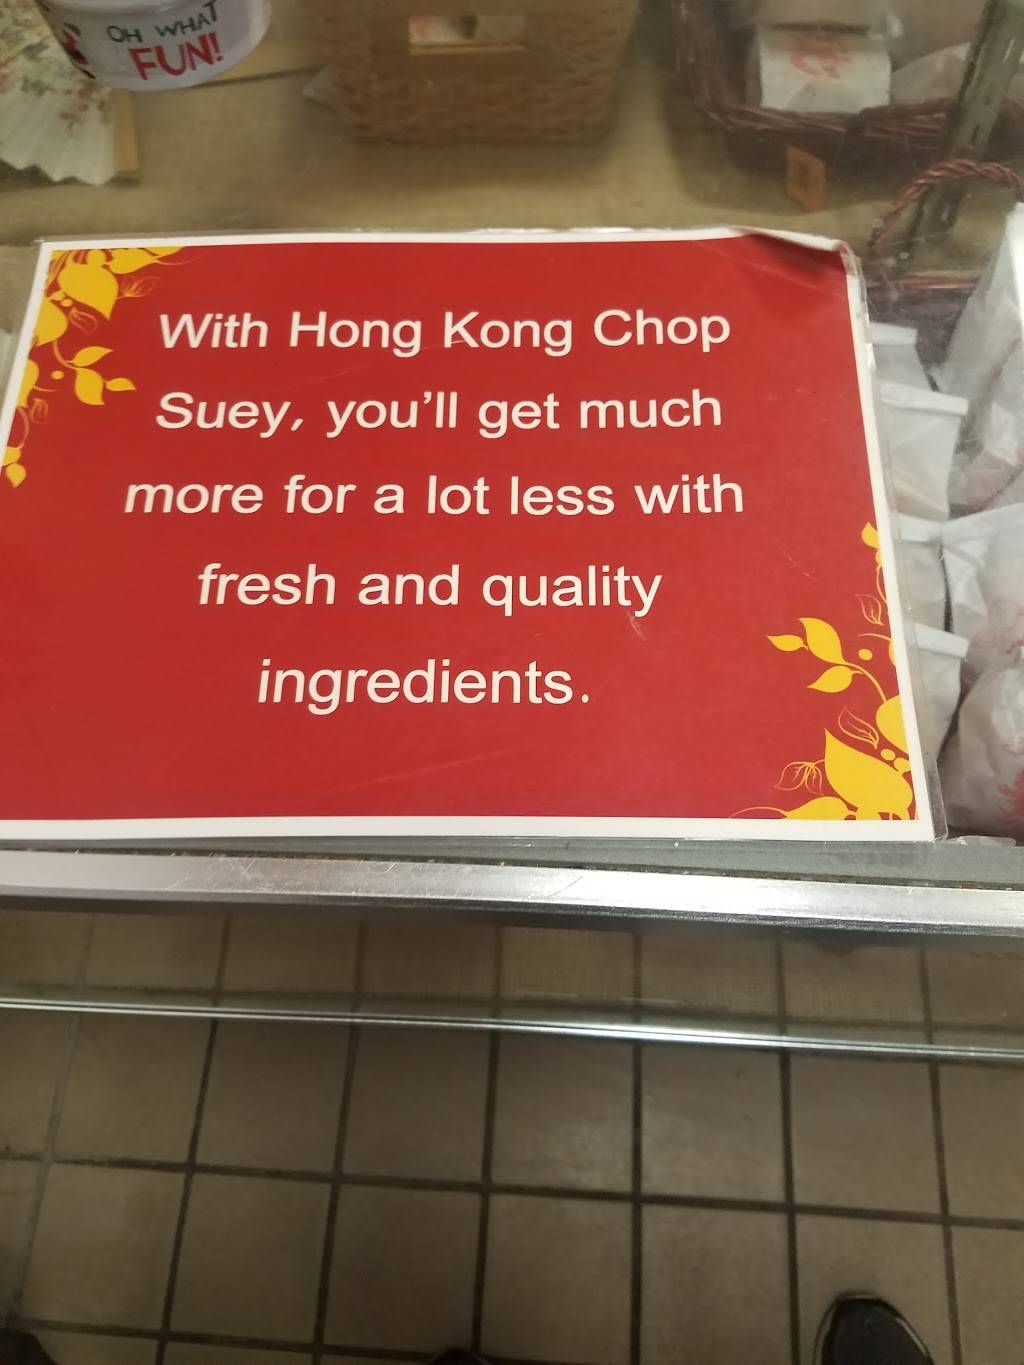 OH WHAT
FUN!
With Hong Kong Chop
Suey, you'll get much
more for a lot less with
fresh and quality
ingredients.